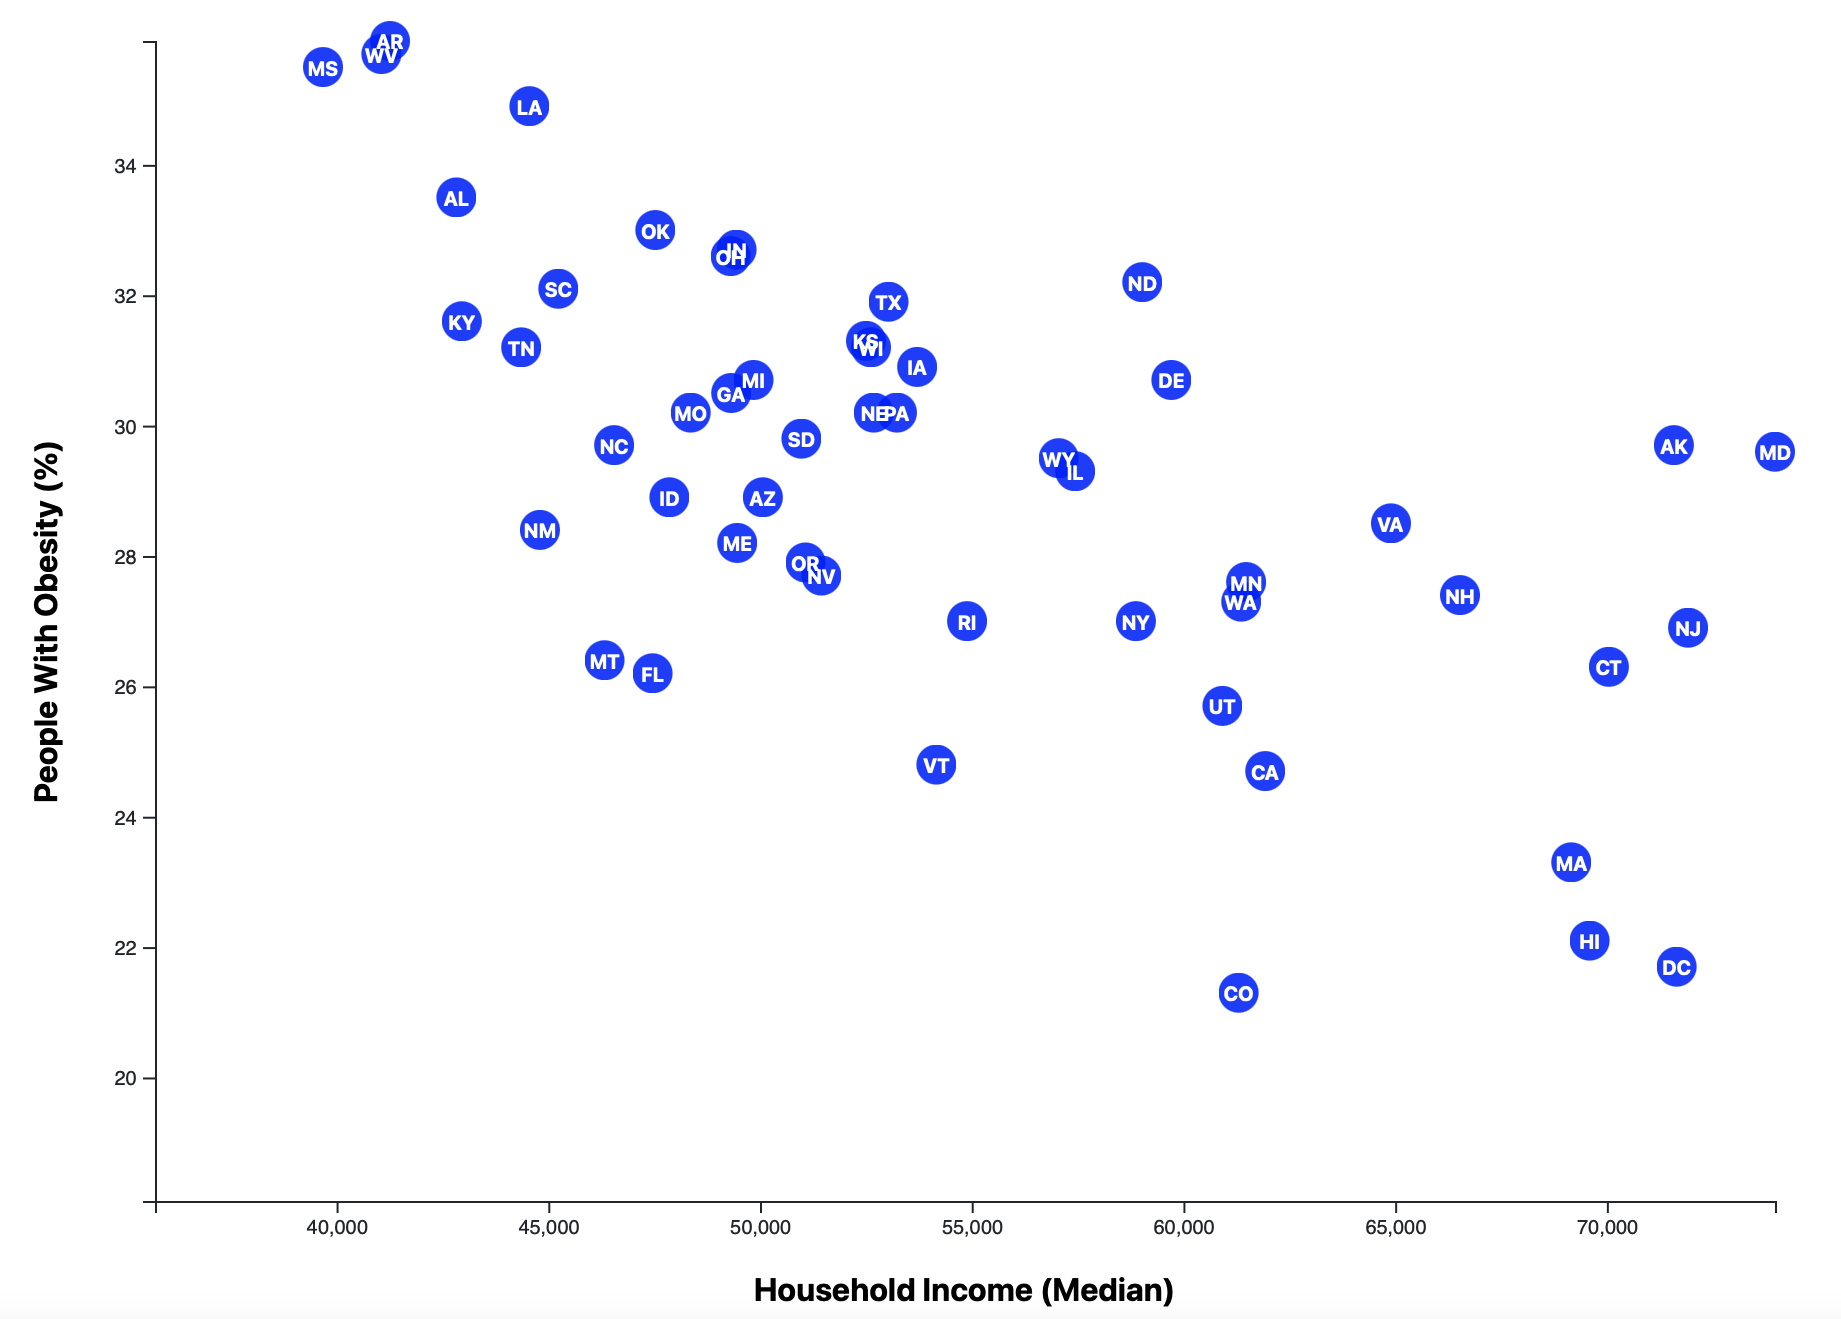 AR
WV
MS
LA
34
AL
OK
IN
OH
SC
ND
32
TX
KY
KS
WI
TN
IA
MI
DE
GA
MO
NE
PA
30
SD
NC
AK
MD
WY
IL
ID
AZ
VA
NM
ME
28
OR
NV
MN
WA
NH
RI
NY
NJ
MT
CT
FL
26
UT
VT
CA
24
MA
22
HI
DC
CO
20
People With Obesity (%)
40,000 45,000 50,000 55,000 60,000 65,000 70,000
Household Income (Median)